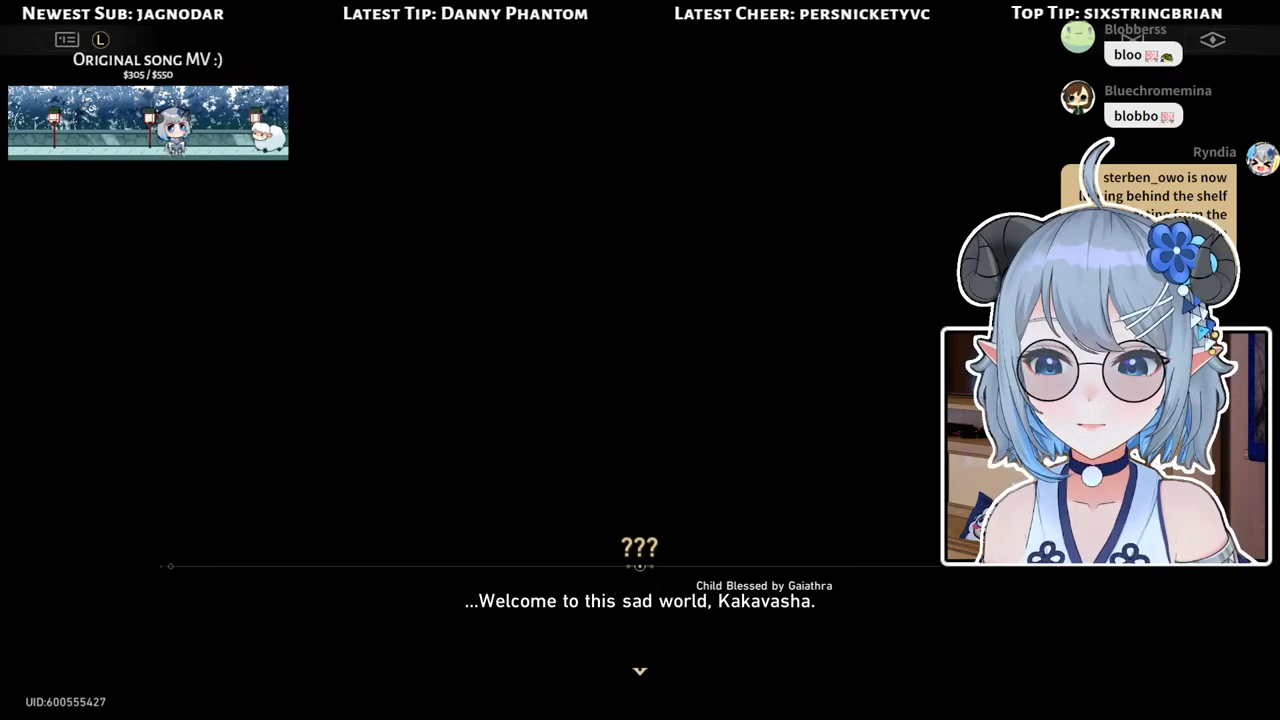 Newest Sub: jagnodar
Latest Tip: Danny Phantom
Latest Cheer: persnicketyvc
Top Tip: sixstringbrian
L
Original song MV :)
$305 / $550
Blobberss
bloo
Bluechromemina
blobbo
Ryndia
sterben_owo is now
behind the shelf
from the
???
Child Blessed by Gaiathra
...Welcome to this sad world, Kakavasha.
UID:600555427